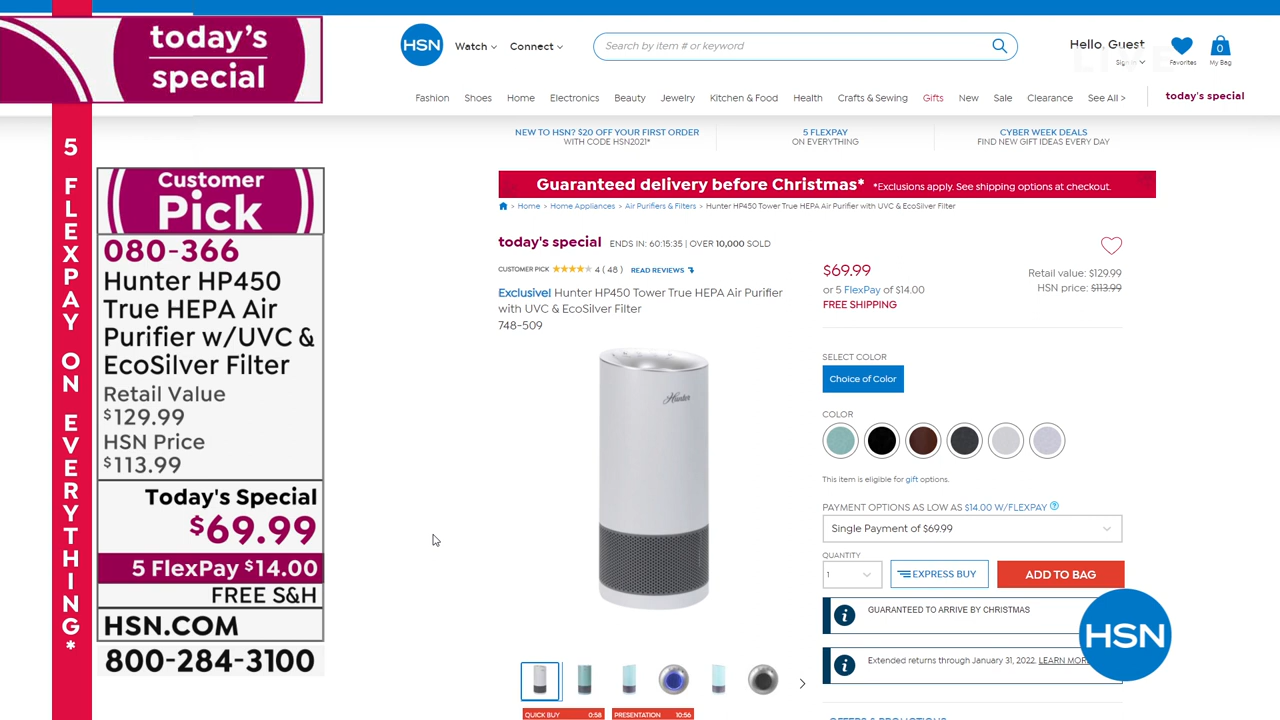 today's
special
5 FLEXPAY ON EVERYTHING*
Customer
Pick
080-366
Hunter HP450
True HEPA Air
Purifier w/UVC &
EcoSilver Filter
Retail Value
$129.99
HSN Price
$113.99
Today's Special
$69.99
5 FlexPay $14.00
FREE S&H
HSN.COM
800-284-3100
HSN
Watch
Connect
Search by item # or keyword
Hello, Guest
Sign In
Favorites
0
My Bag
Fashion Shoes Home Electronics Beauty Jewelry Kitchen & Food Health Crafts & Sewing Gifts New Sale Clearance See All > today's special
NEW TO HSN? $20 OFF YOUR FIRST ORDER
WITH CODE HSN2021*
5 FLEXPAY
ON EVERYTHING
CYBER WEEK DEALS
FIND NEW GIFT IDEAS EVERY DAY
Guaranteed delivery before Christmas* *Exclusions apply. See shipping options at checkout.
> Home > Home Appliances > Air Purifiers & Filters > Hunter HP450 Tower True HEPA Air Purifier with UVC & EcoSilver Filter
today's special ENDS IN: 60:15:35 | OVER 10,000 SOLD
CUSTOMER PICK 4 ( 48 ) READ REVIEWS
Exclusive! Hunter HP450 Tower True HEPA Air Purifier
with UVC & EcoSilver Filter
748-509
Hunter
$69.99
or 5 FlexPay of $14.00
FREE SHIPPING
Retail value: $129.99
HSN price: $113.99
SELECT COLOR
Choice of Color
COLOR
This item is eligible for gift options.
PAYMENT OPTIONS AS LOW AS $14.00 W/FLEXPAY ?
Single Payment of $69.99
QUANTITY
1
EXPRESS BUY
ADD TO BAG
i GUARANTEED TO ARRIVE BY CHRISTMAS
i Extended returns through January 31, 2022. LEARN MORE
HSN
QUICK BUY 0:58
PRESENTATION 10:56
OFFERS & PROMOTIONS